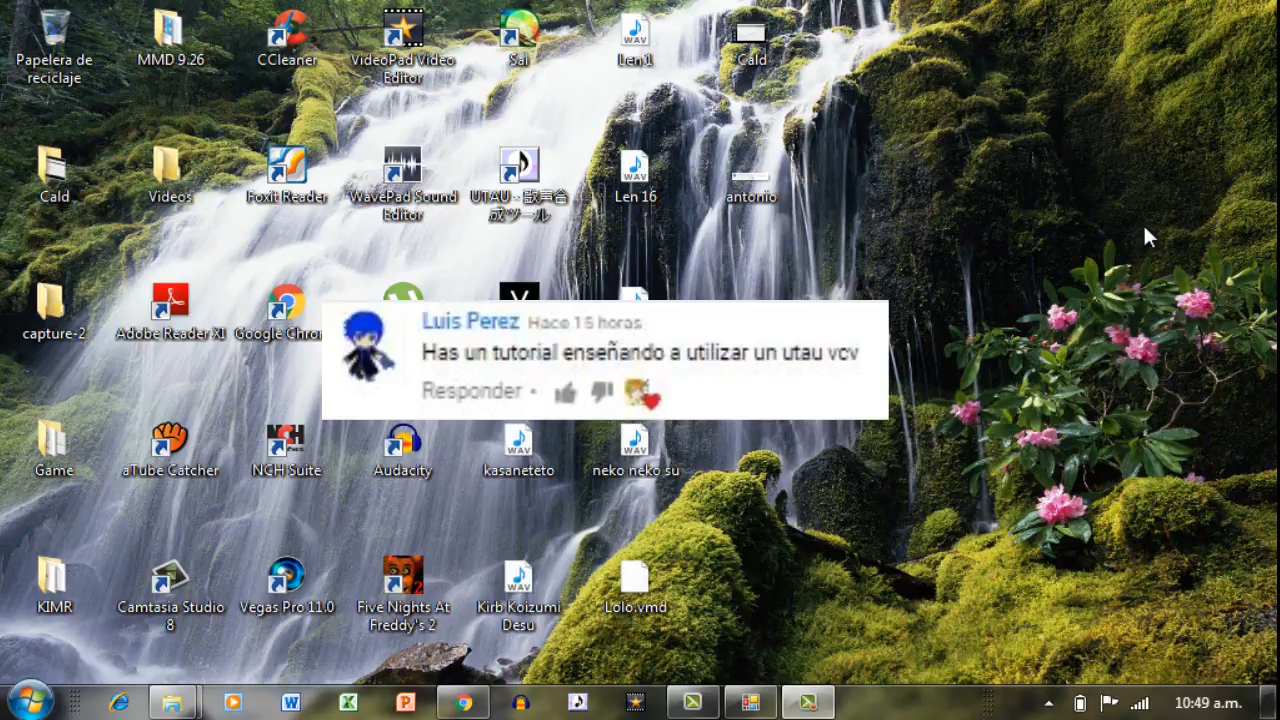 Papelera de
reciclaje
MMD 9.26
CCleaner
VideoPad Video
Editor
Sai
Len1
Cald
Cald
Videos
Foxit Reader
WavePad Sound
Editor
UTAU - 歌声合
成ツール
Len 16
antonio
capture-2
Adobe Reader XI
Google Chro
Luis Perez Hace 15 horas
Has un tutorial enseñando a utilizar un utau vcv
Responder •
Game
aTube Catcher
NCH Suite
Audacity
kasaneteto
neko neko su
KIMR
Camtasia Studio
8
Vegas Pro 11.0
Five Nights At
Freddy's 2
Kirb Koizumi
Desu
Lolo.vmd
10:49 a.m.